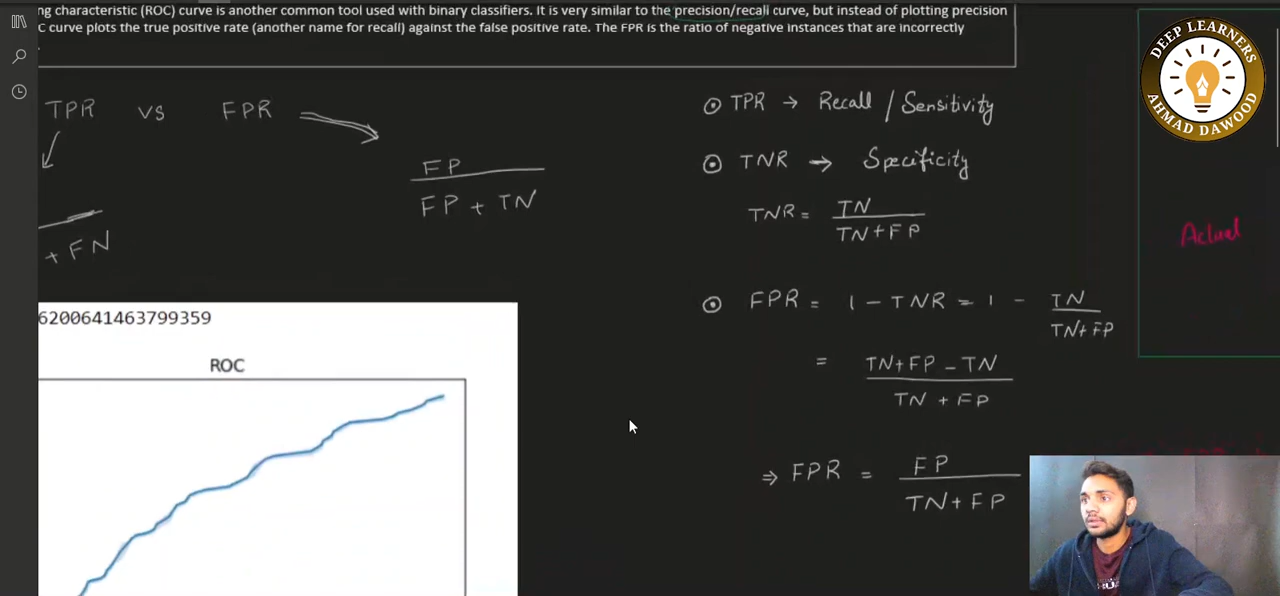 ng characteristic (ROC) curve is another common tool used with binary classifiers. It is very similar to the precision/recall curve, but instead of plotting precision
C curve plots the true positive rate (another name for recall) against the false positive rate. The FPR is the ratio of negative instances that are incorrectly
TPR vs FPR
FP
FP + TN
+ FN
⊙ TPR → Recall / Sensitivity
⊙ TNR → Specificity
TNR = TN
TN + FP
⊙ FPR = 1 - TNR = 1 - TN
TN + FP
= TN + FP - TN
TN + FP
⇒ FPR = FP
TN + FP
6200641463799359
ROC
DEEP LEARNERS
AHMAD DAWOOD
Actual